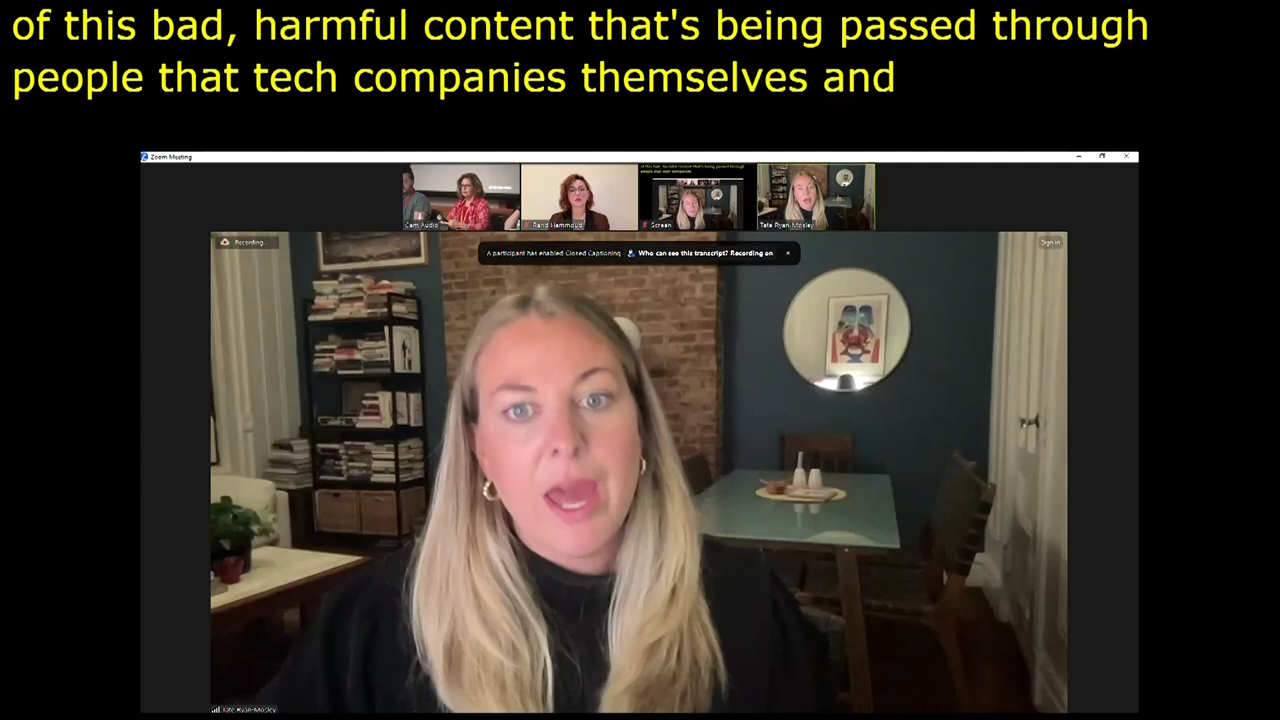 of this bad, harmful content that's being passed through
people that tech companies themselves and
Zoom Meeting
Cam Audio
Rand Hammoud
Screen
Tate Ryan-Mosley
Recording...
A participant has enabled Closed Captioning
Who can see this transcript? Recording on
Sign in
Tate Ryan-Mosley